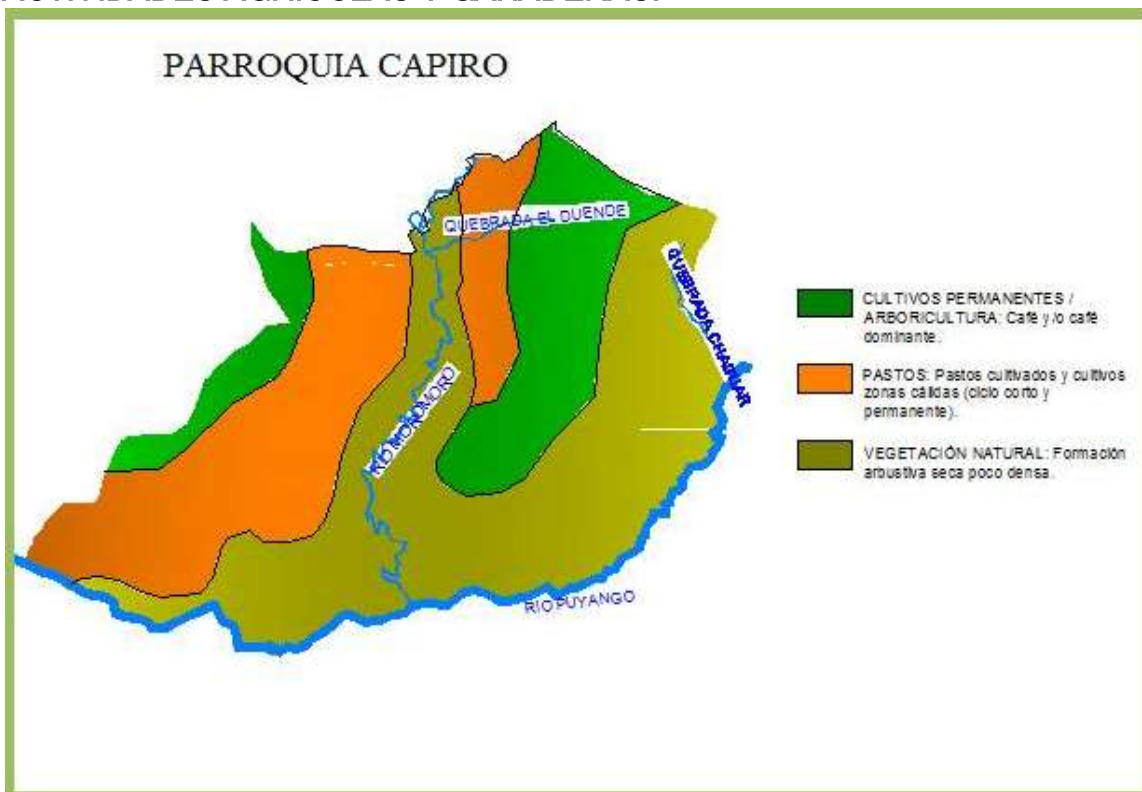 PARROQUIA CAPIRO
QUEBRADA EL DUENDE
QUEBRADA CHAGUAR
RIO MOROMORO
RIO PUYANGO
CULTIVOS PERMANENTES /
ARBORICULTURA: Café y/o café
dominante.
PASTOS: Pastos cultivados y cultivos
zonas cálidas (ciclo corto y
permanente).
VEGETACIÓN NATURAL: Formación
arbustiva seca poco densa.